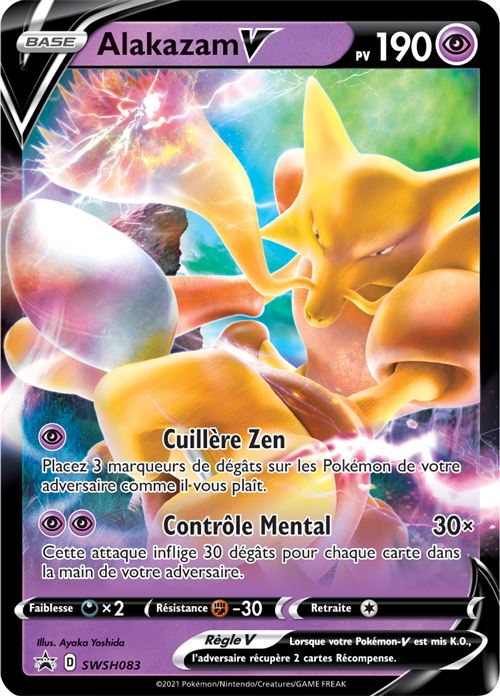 BASE Alakazam V PV 190
Cuillère Zen
Placez 3 marqueurs de dégâts sur les Pokémon de votre
adversaire comme il vous plaît.
Contrôle Mental 30×
Cette attaque inflige 30 dégâts pour chaque carte dans
la main de votre adversaire.
Faiblesse ×2 Résistance -30 Retraite
Illus. Ayaka Yoshida
Règle V Lorsque votre Pokémon-V est mis K.O.,
l'adversaire récupère 2 cartes Récompense.
D SWSH083
©2021 Pokémon/Nintendo/Creatures/GAME FREAK